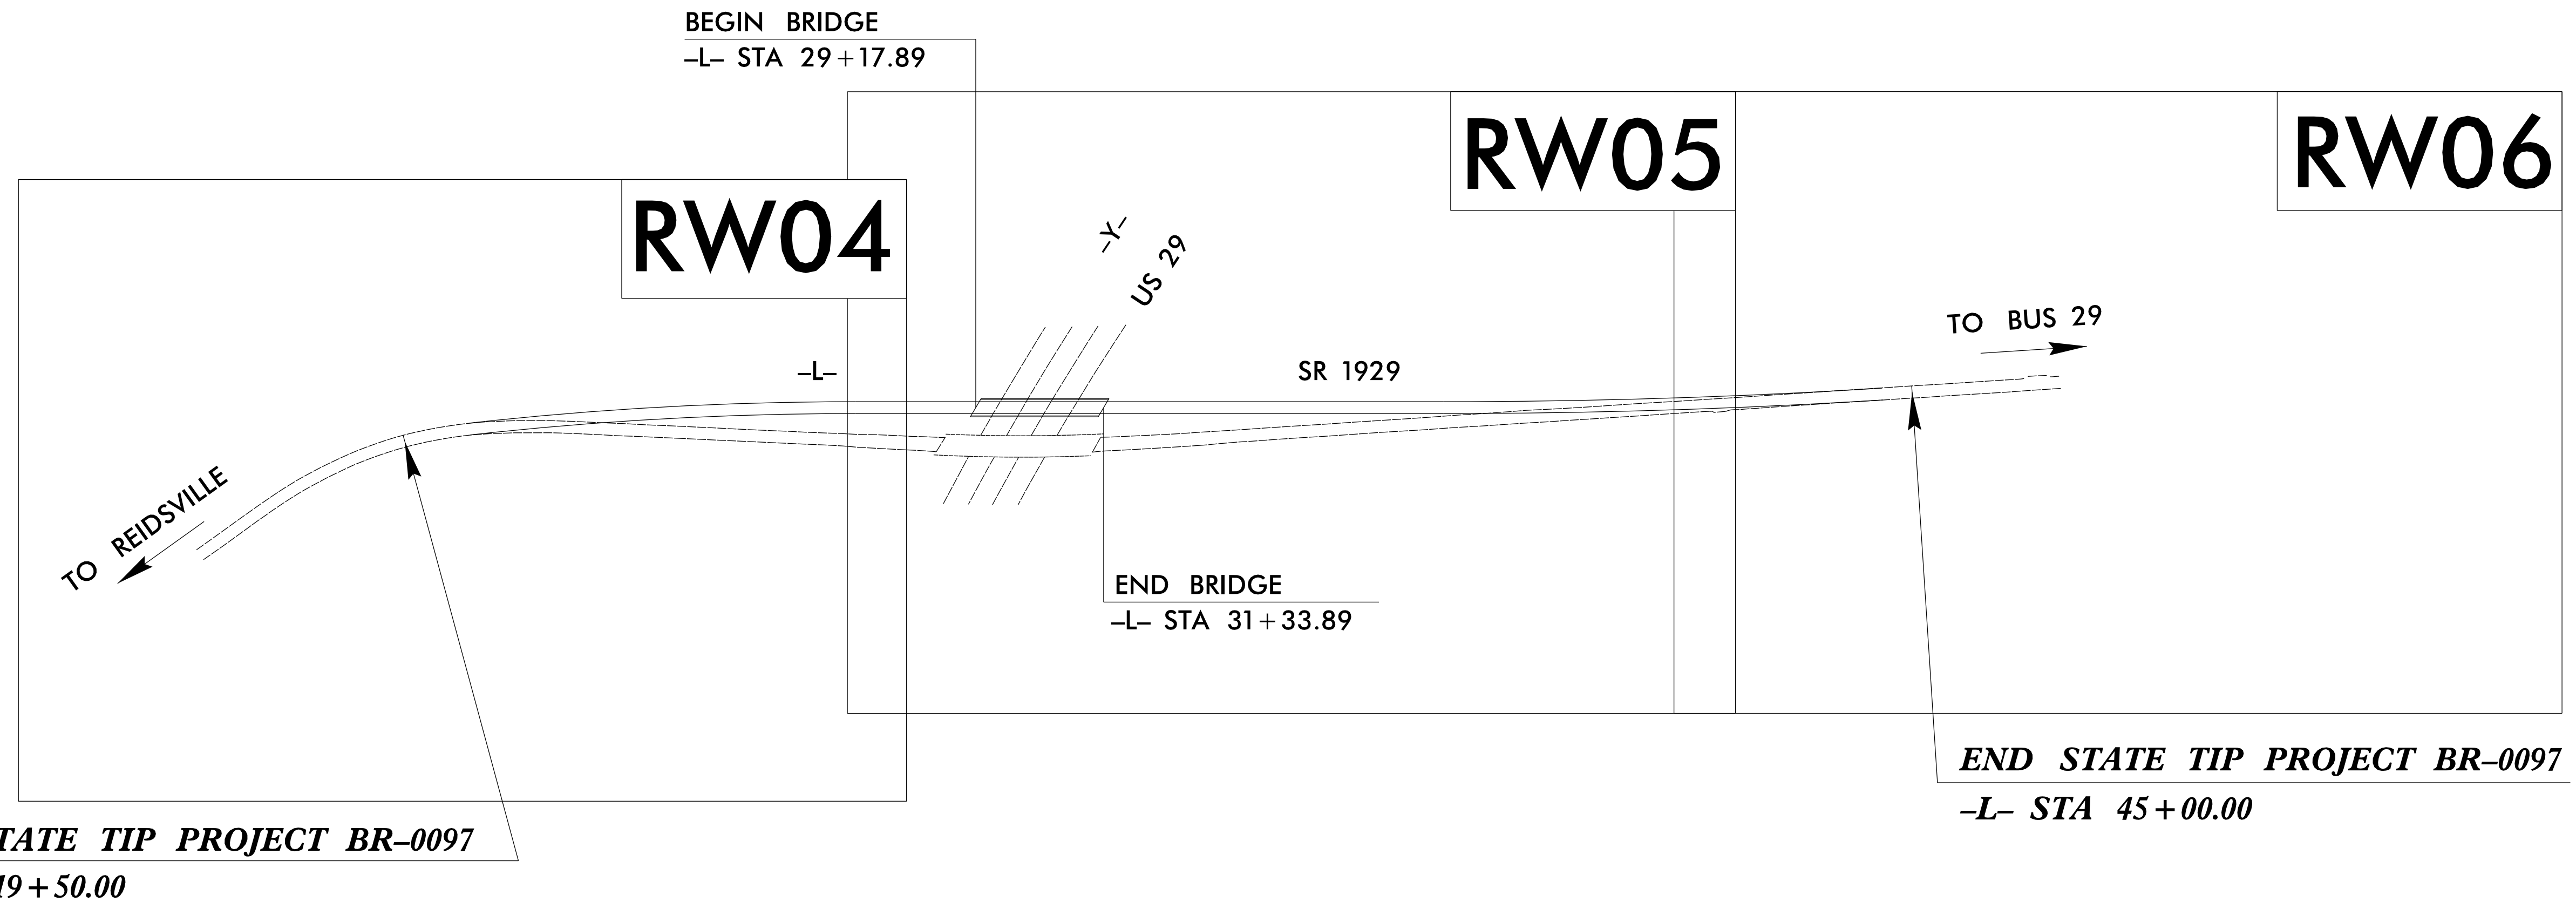 BEGIN BRIDGE
–L– STA 29+17.89
RW04
RW05
RW06
–Y–
US 29
–L–
SR 1929
TO BUS 29
TO REIDSVILLE
END BRIDGE
–L– STA 31+33.89
END STATE TIP PROJECT BR–0097
–L– STA 45+00.00
TATE TIP PROJECT BR–0097
19+50.00